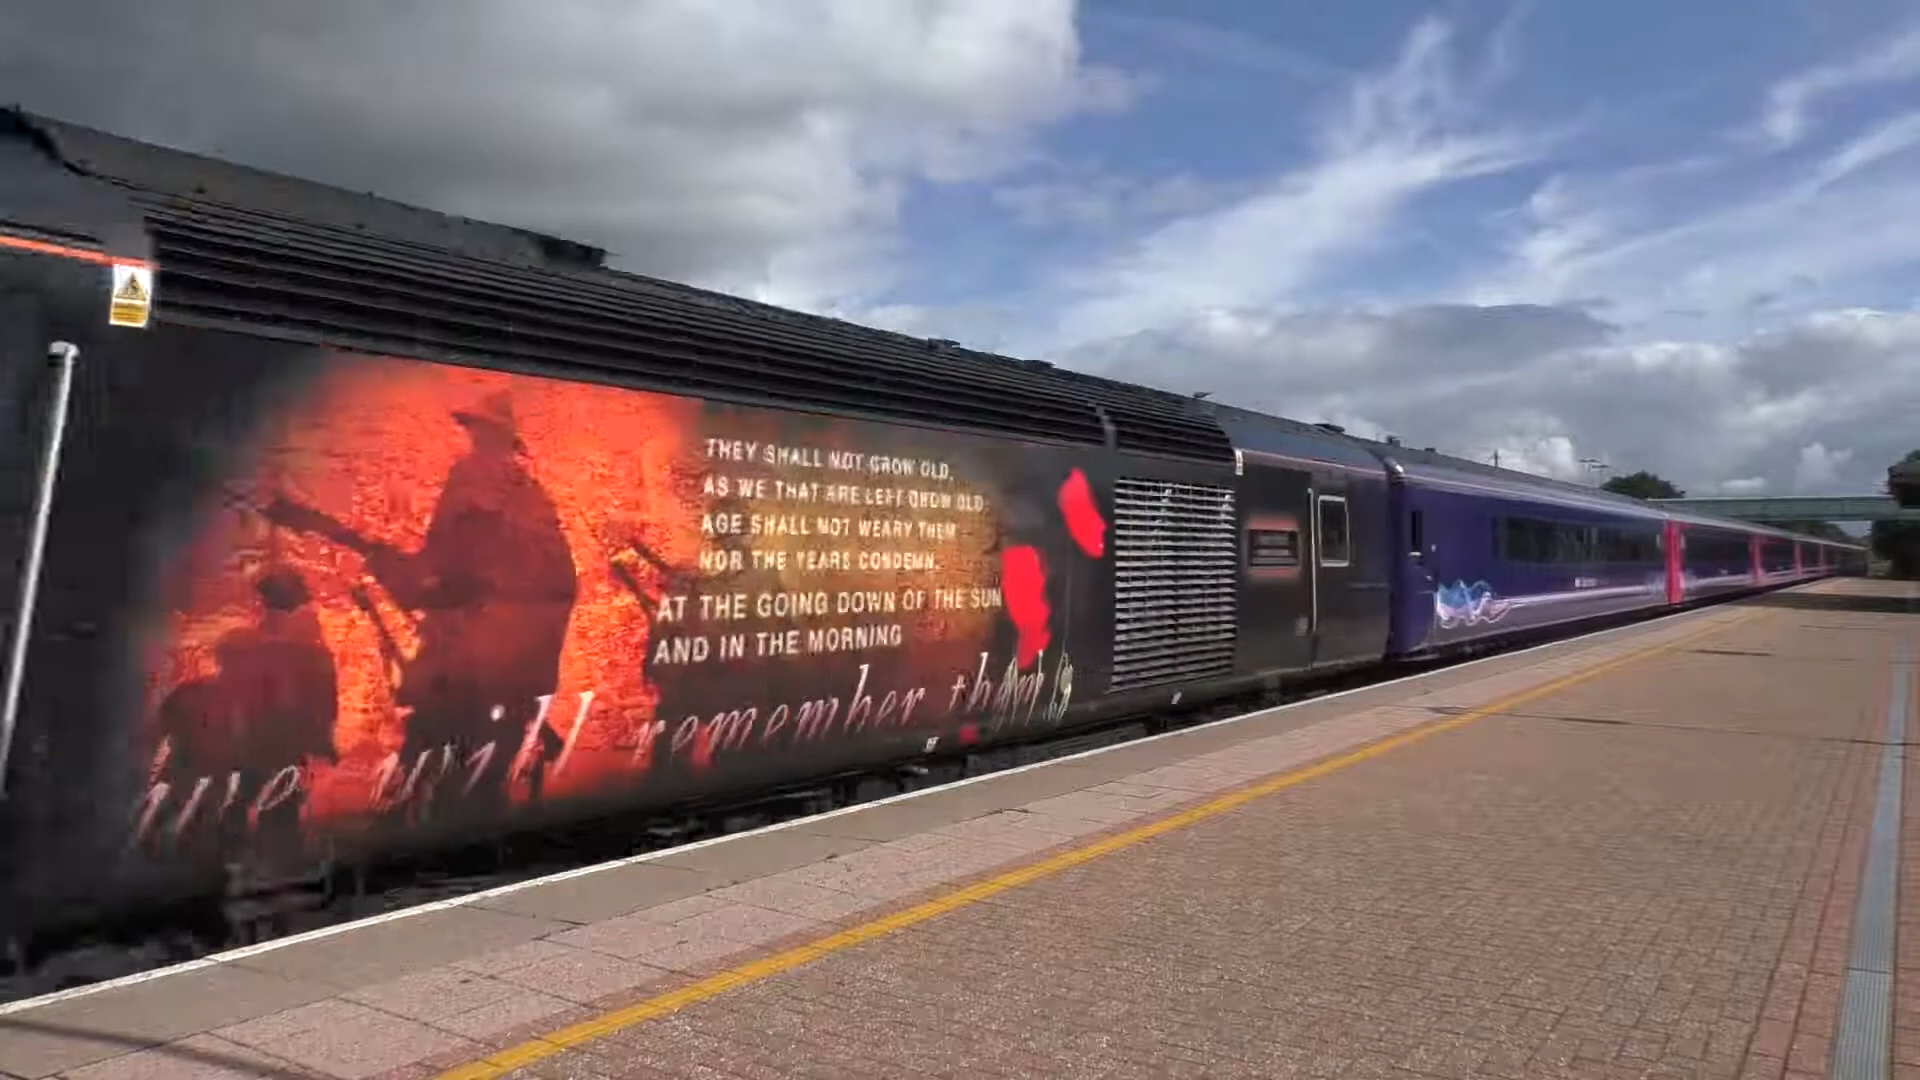 THEY SHALL NOT GROW OLD,
AS WE THAT ARE LEFT GROW OLD
AGE SHALL NOT WEARY THEM
NOR THE YEARS CONDEMN.
AT THE GOING DOWN OF THE SUN
AND IN THE MORNING
we will remember them